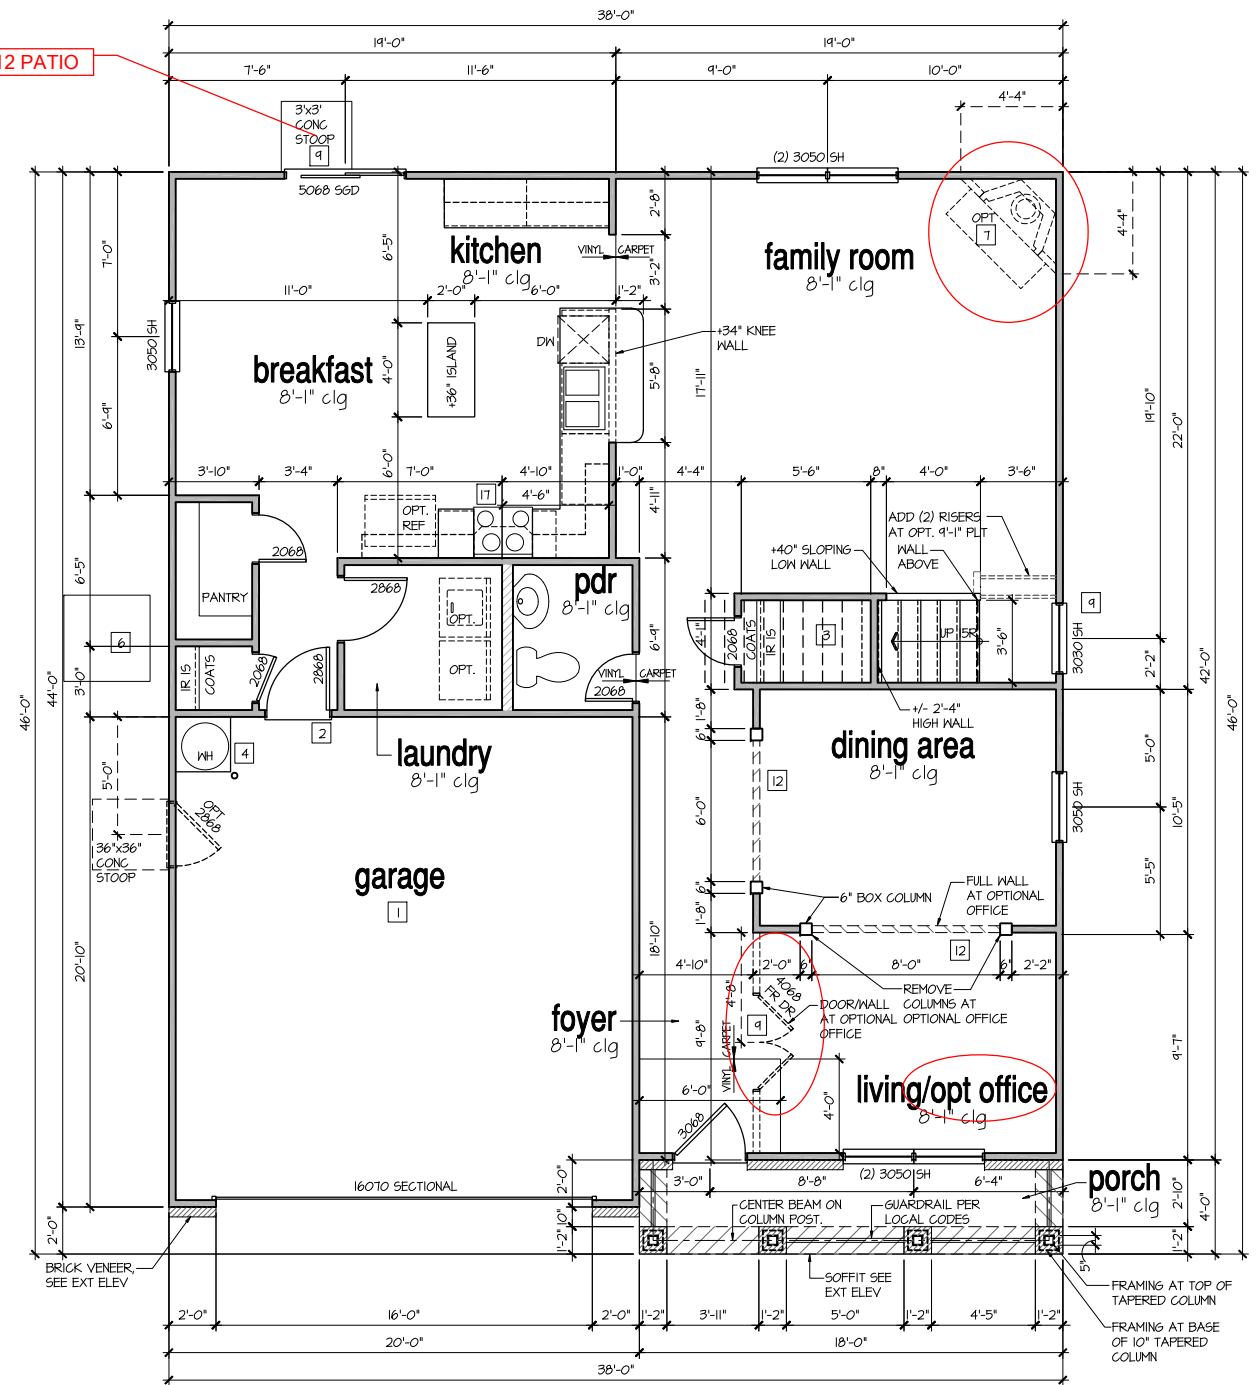 38'-0"
19'-0"
19'-0"
12 PATIO
7'-6"
11'-6"
9'-0"
10'-0"
4'-4"
3'x3'
CONC
STOOP
9
(2) 3050 SH
5068 SGD
2'-8"
OPT
7
4'-4"
7'-0"
6'-5"
kitchen
8'-1" clg
VINYL
CARPET
family room
8'-1" clg
3'-2"
11'-0"
2'-0"
6'-0"
1'-2"
13'-9"
3050 SH
DW
+34" KNEE
WALL
breakfast
8'-1" clg
4'-0"
+36" ISLAND
5'-8"
17'-11"
19'-10"
22'-0"
6'-9"
3'-10"
3'-4"
6'-0"
7'-0"
4'-10"
1'-0"
4'-4"
5'-6"
8"
4'-0"
3'-6"
17
4'-6"
OPT.
REF
4'-11"
ADD (2) RISERS
AT OPT. 9'-1" PLT
WALL
ABOVE
+40" SLOPING
LOW WALL
2068
6'-5"
2868
pdr
8'-1" clg
PANTRY
OPT.
6'-9"
4'-1"
2068
COATS
1R 1S
3
UP 5R
3'-6"
9
3030 SH
6
OPT.
1R 1S
COATS
2068
2868
VINYL
CARPET
2068
3'-0"
2'-2"
44'-0"
46'-0"
42'-0"
46'-0"
+/- 2'-4"
HIGH WALL
1'-8"
6"
2
4
WH
laundry
8'-1" clg
dining area
8'-1" clg
12
5'-0"
5'-0"
3050 SH
6'-0"
10'-5"
OPT
2868
36"x36"
CONC
STOOP
garage
1
6"
1'-8"
6" BOX COLUMN
FULL WALL
AT OPTIONAL
OFFICE
5'-5"
12
18'-10"
20'-10"
4'-10"
2'-0"
6"
8'-0"
6"
2'-2"
4'-8"
4068
FR DR
REMOVE
COLUMNS AT
OPTIONAL OFFICE
DOOR/WALL
AT OPTIONAL
OFFICE
foyer
8'-1" clg
9
9'-8"
VINYL
CARPET
9'-7"
6'-0"
4'-0"
living/opt office
8'-1" clg
3068
(2) 3050 SH
porch
8'-1" clg
16070 SECTIONAL
2'-0"
3'-0"
8'-8"
6'-4"
2'-10"
4'-0"
CENTER BEAM ON
COLUMN POST.
GUARDRAIL PER
LOCAL CODES
2'-0"
10"
1'-2"
1'-2"
5"
BRICK VENEER,
SEE EXT ELEV
SOFFIT SEE
EXT ELEV
FRAMING AT TOP OF
TAPERED COLUMN
2'-0"
16'-0"
2'-0"
1'-2"
3'-11"
1'-2"
5'-0"
1'-2"
4'-5"
1'-2"
FRAMING AT BASE
OF 10" TAPERED
COLUMN
20'-0"
18'-0"
38'-0"